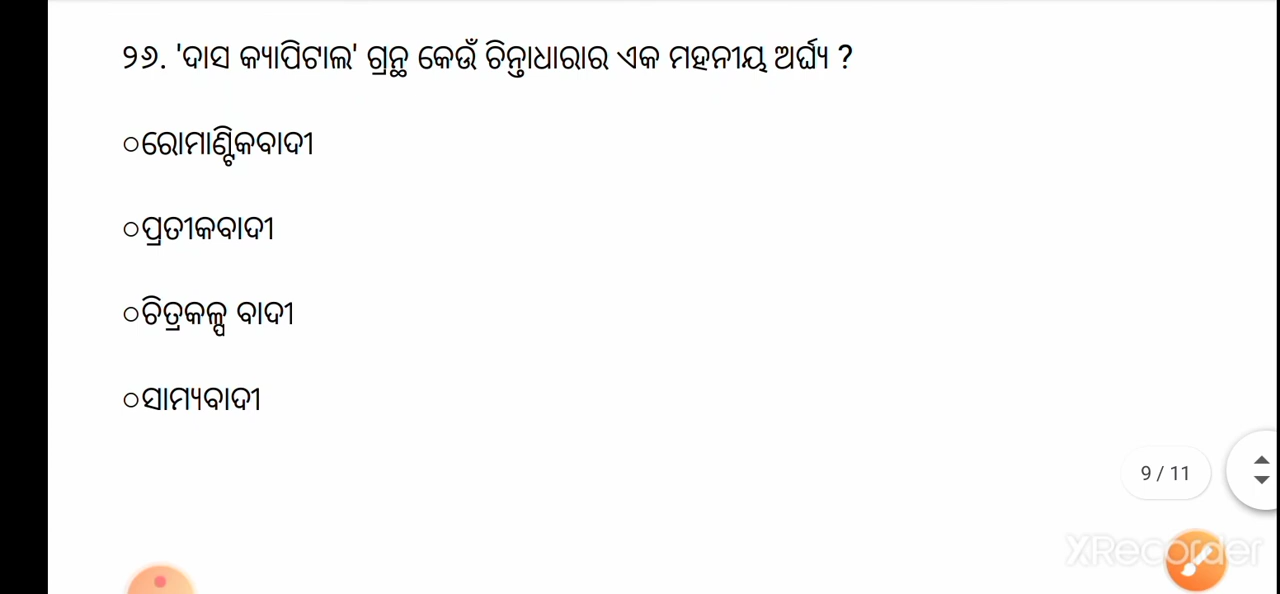 ୨୬. 'ଦାସ କ୍ୟାପିଟାଲ' ଗ୍ରନ୍ଥ କେଉଁ ଚିନ୍ତାଧାରାର ଏକ ମହନୀୟ ଅର୍ଘ୍ୟ ?
○ରୋମାଣ୍ଟିକବାଦୀ
○ପ୍ରତୀକବାଦୀ
○ଚିତ୍ରକଳ୍ପ ବାଦୀ
○ସାମ୍ୟବାଦୀ
9 / 11
XRecorder